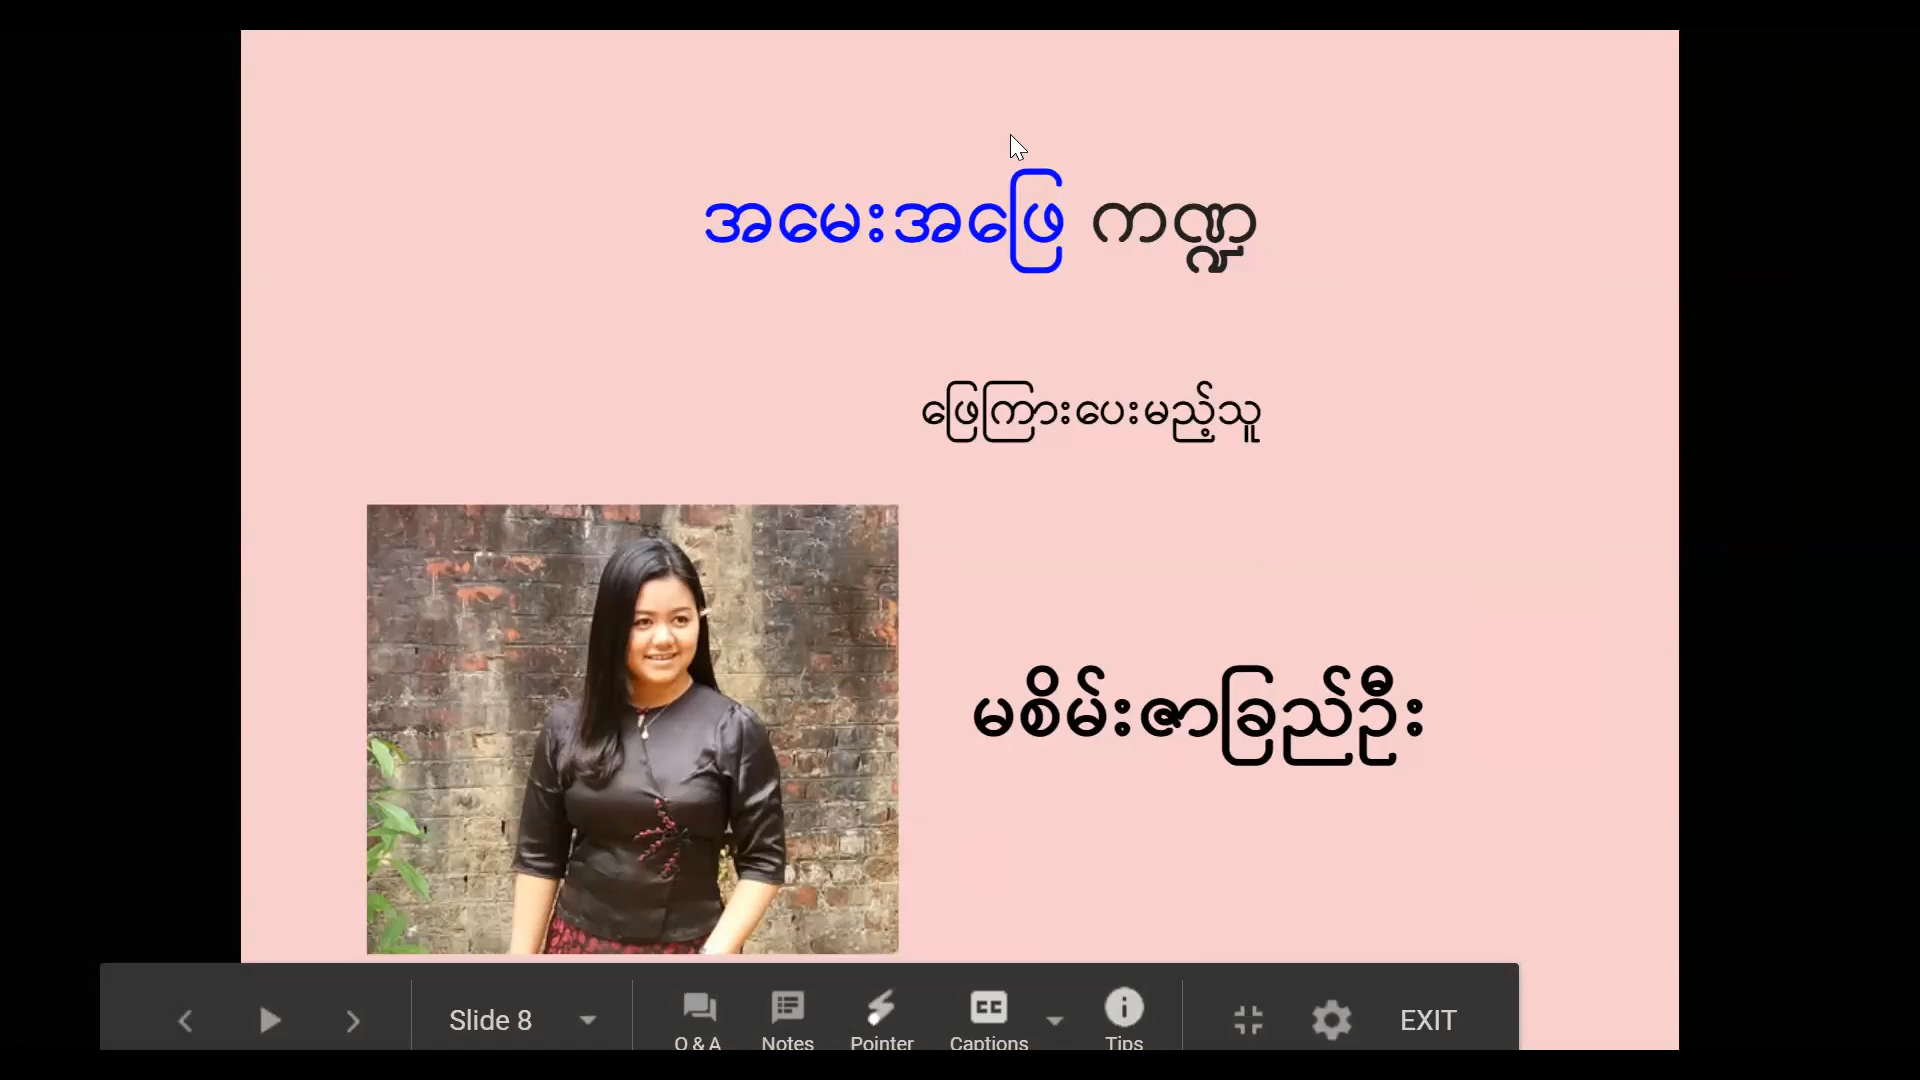 အမေးအဖြေ ကဏ္ဍ
ဖြေကြားပေးမည့်သူ
မစိမ်းဇာခြည်ဦး
Slide 8
Q & A
Notes
Pointer
CC
Captions
Tips
EXIT